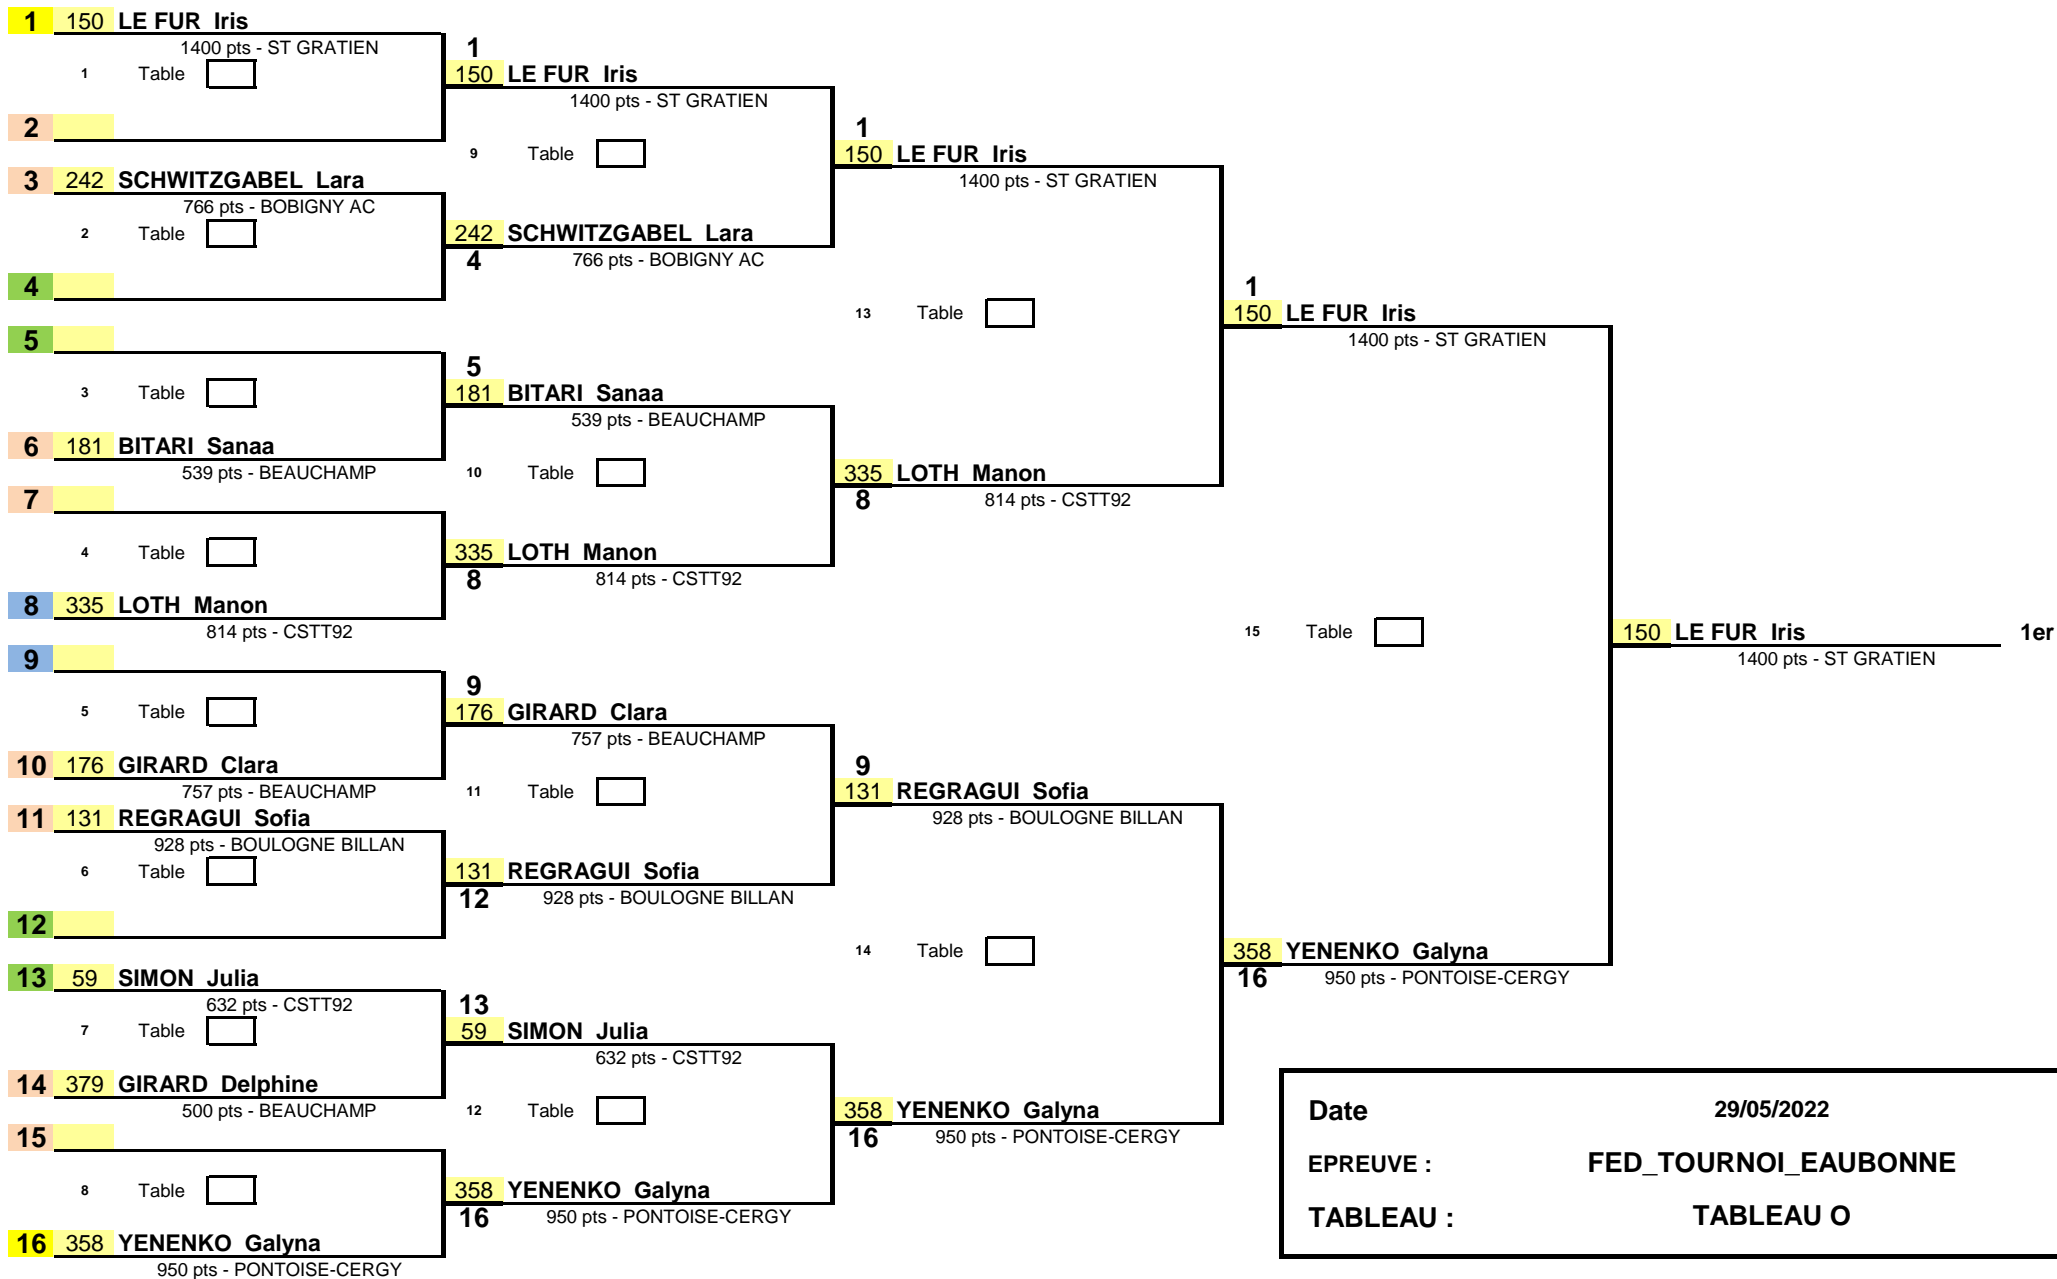 1 150 LE FUR Iris
1400 pts - ST GRATIEN
1 Table
2
3 242 SCHWITZGABEL Lara
766 pts - BOBIGNY AC
2 Table
4
5
3 Table
6 181 BITARI Sanaa
539 pts - BEAUCHAMP
7
4 Table
8 335 LOTH Manon
814 pts - CSTT92
9
5 Table
10 176 GIRARD Clara
757 pts - BEAUCHAMP
11 131 REGRAGUI Sofia
928 pts - BOULOGNE BILLAN
6 Table
12
13 59 SIMON Julia
632 pts - CSTT92
7 Table
14 379 GIRARD Delphine
500 pts - BEAUCHAMP
15
8 Table
16 358 YENENKO Galyna
950 pts - PONTOISE-CERGY
1
150 LE FUR Iris
1400 pts - ST GRATIEN
9 Table
242 SCHWITZGABEL Lara
4 766 pts - BOBIGNY AC
5
181 BITARI Sanaa
539 pts - BEAUCHAMP
10 Table
335 LOTH Manon
8 814 pts - CSTT92
9
176 GIRARD Clara
757 pts - BEAUCHAMP
11 Table
131 REGRAGUI Sofia
12 928 pts - BOULOGNE BILLAN
13
59 SIMON Julia
632 pts - CSTT92
12 Table
358 YENENKO Galyna
16 950 pts - PONTOISE-CERGY
1
150 LE FUR Iris
1400 pts - ST GRATIEN
13 Table
335 LOTH Manon
8 814 pts - CSTT92
9
131 REGRAGUI Sofia
928 pts - BOULOGNE BILLAN
14 Table
358 YENENKO Galyna
16 950 pts - PONTOISE-CERGY
1
150 LE FUR Iris
1400 pts - ST GRATIEN
15 Table
358 YENENKO Galyna
16 950 pts - PONTOISE-CERGY
150 LE FUR Iris 1er
1400 pts - ST GRATIEN
Date 29/05/2022
EPREUVE : FED_TOURNOI_EAUBONNE
TABLEAU : TABLEAU O